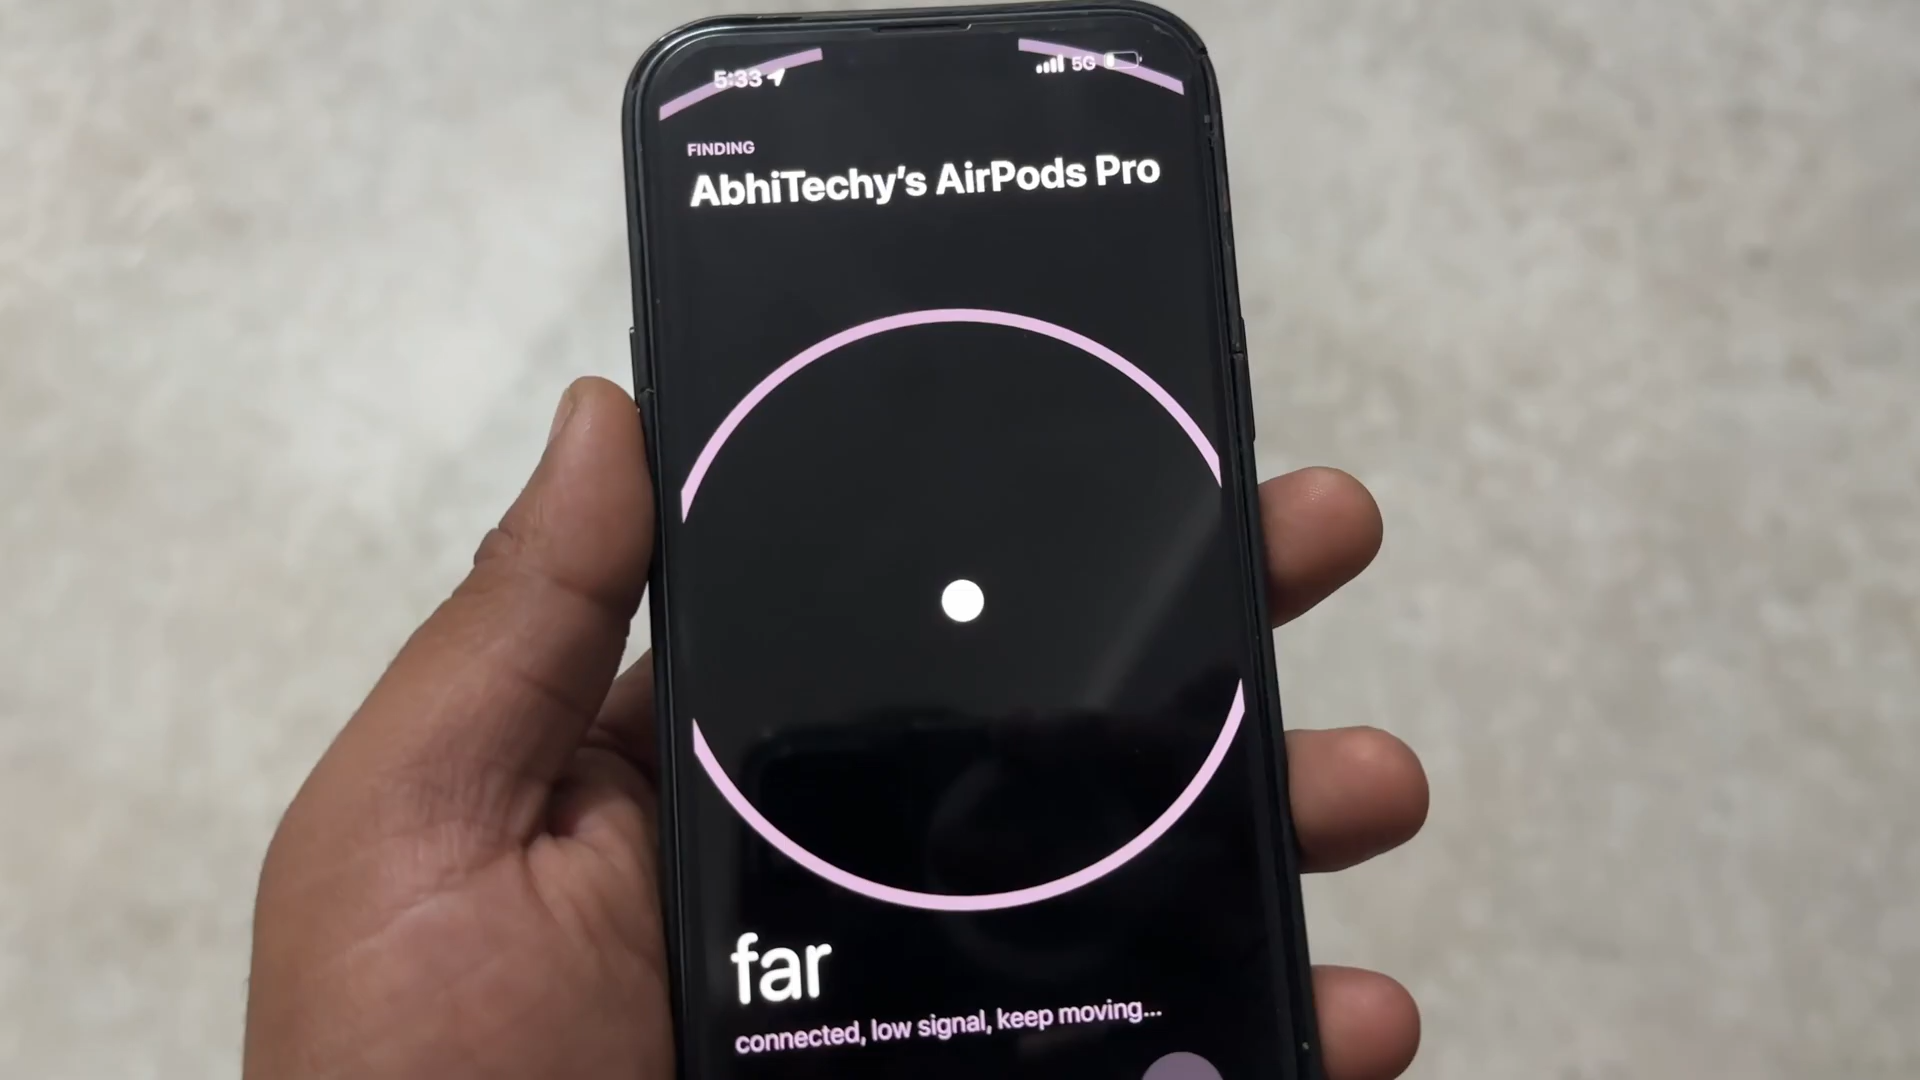 5:33
5G
FINDING
AbhiTechy's AirPods Pro
far
connected, low signal, keep moving...